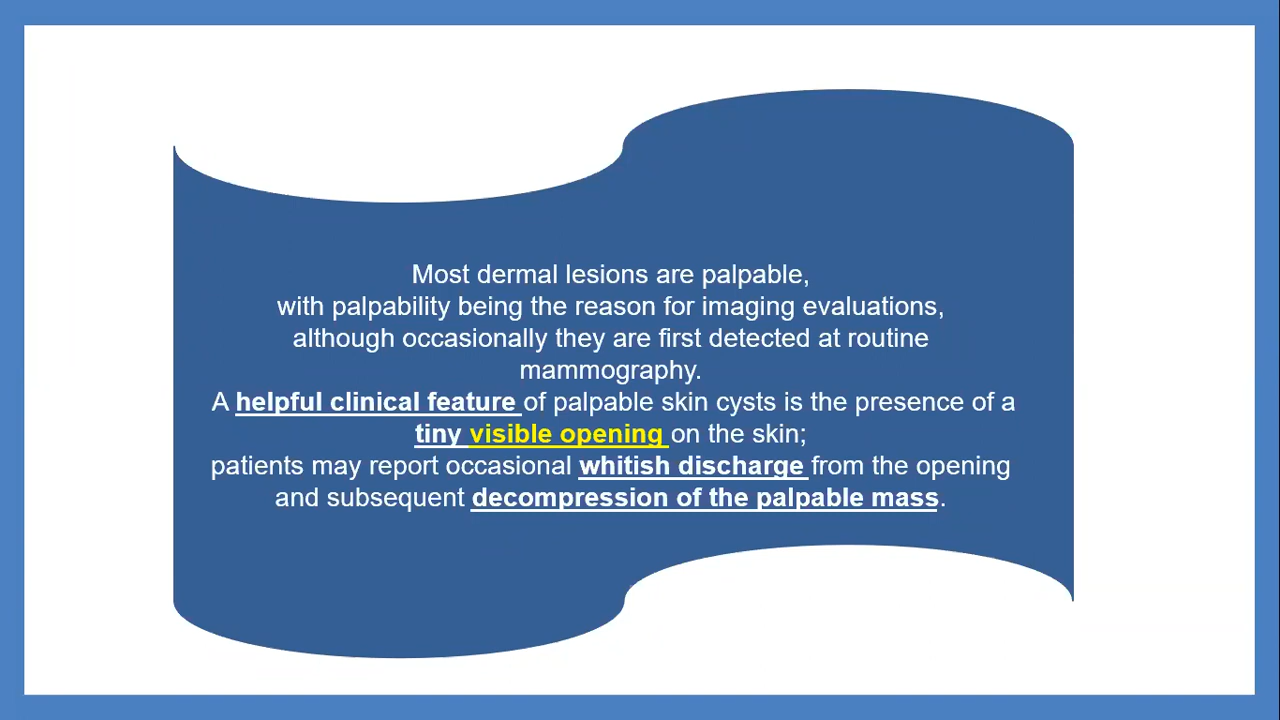 Most dermal lesions are palpable,
with palpability being the reason for imaging evaluations,
although occasionally they are first detected at routine
mammography.
A helpful clinical feature of palpable skin cysts is the presence of a
tiny visible opening on the skin;
patients may report occasional whitish discharge from the opening
and subsequent decompression of the palpable mass.